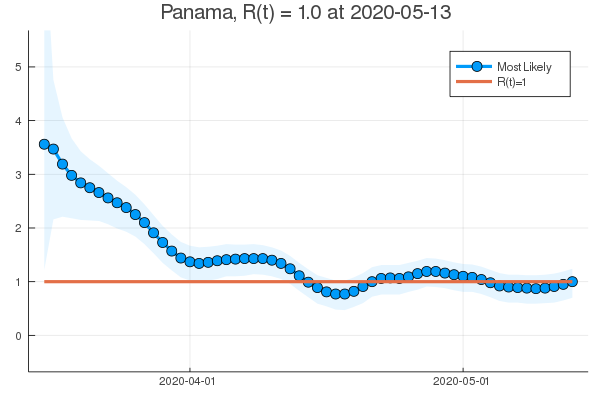 Panama, R(t) = 1.0 at 2020-05-13
5
4
3
2
1
0
Most Likely
R(t)=1
2020-04-01
2020-05-01